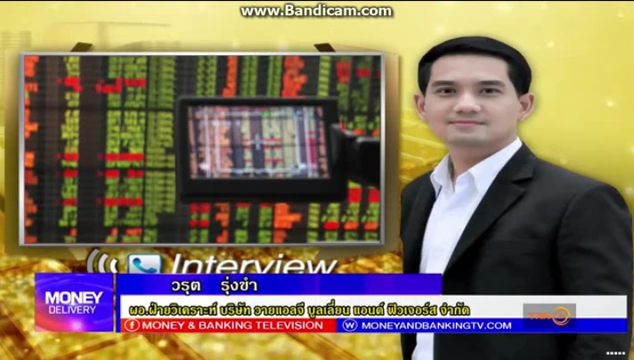 www.Bandicam.com
Interview
วรุต รุ่งขำ
MONEY
DELIVERY
ผอ.ฝ่ายวิเคราะห์ บริษัท วายแอลจี บูลเลี่ยน แอนด์ ฟิวเจอร์ส จำกัด
MONEY & BANKING TELEVISION
MONEYANDBANKINGTV.COM